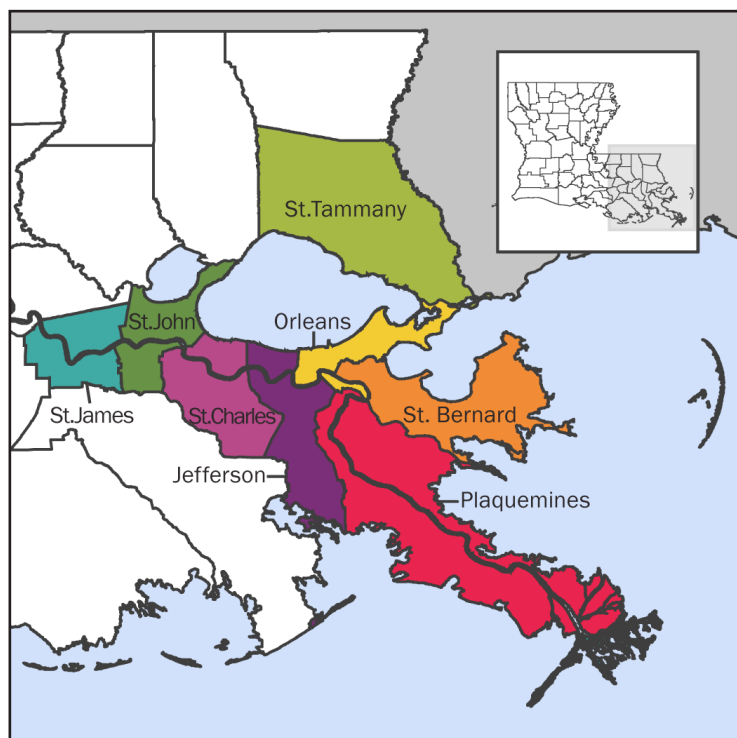 St.Tammany
St.John
Orleans
St.James
St.Charles
St. Bernard
Jefferson
Plaquemines